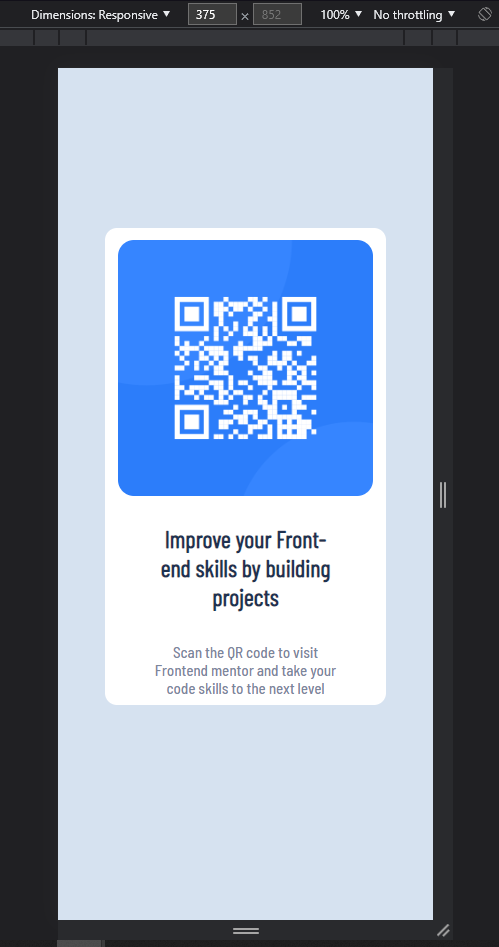 Dimensions: Responsive ▼ 375 × 852 100% ▼ No throttling ▼
Improve your Front-
end skills by building
projects
Scan the QR code to visit
Frontend mentor and take your
code skills to the next level